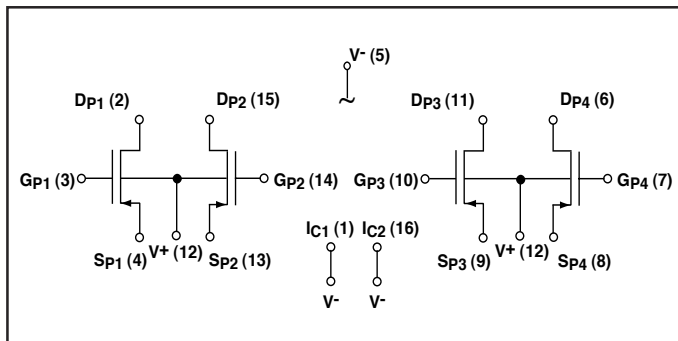 V- (5)
DP1 (2) DP2 (15) DP3 (11) DP4 (6)
~
GP1 (3) GP2 (14) GP3 (10) GP4 (7)
IC1 (1) IC2 (16)
SP1 (4) V+ (12) SP2 (13) SP3 (9) V+ (12) SP4 (8)
V- V-